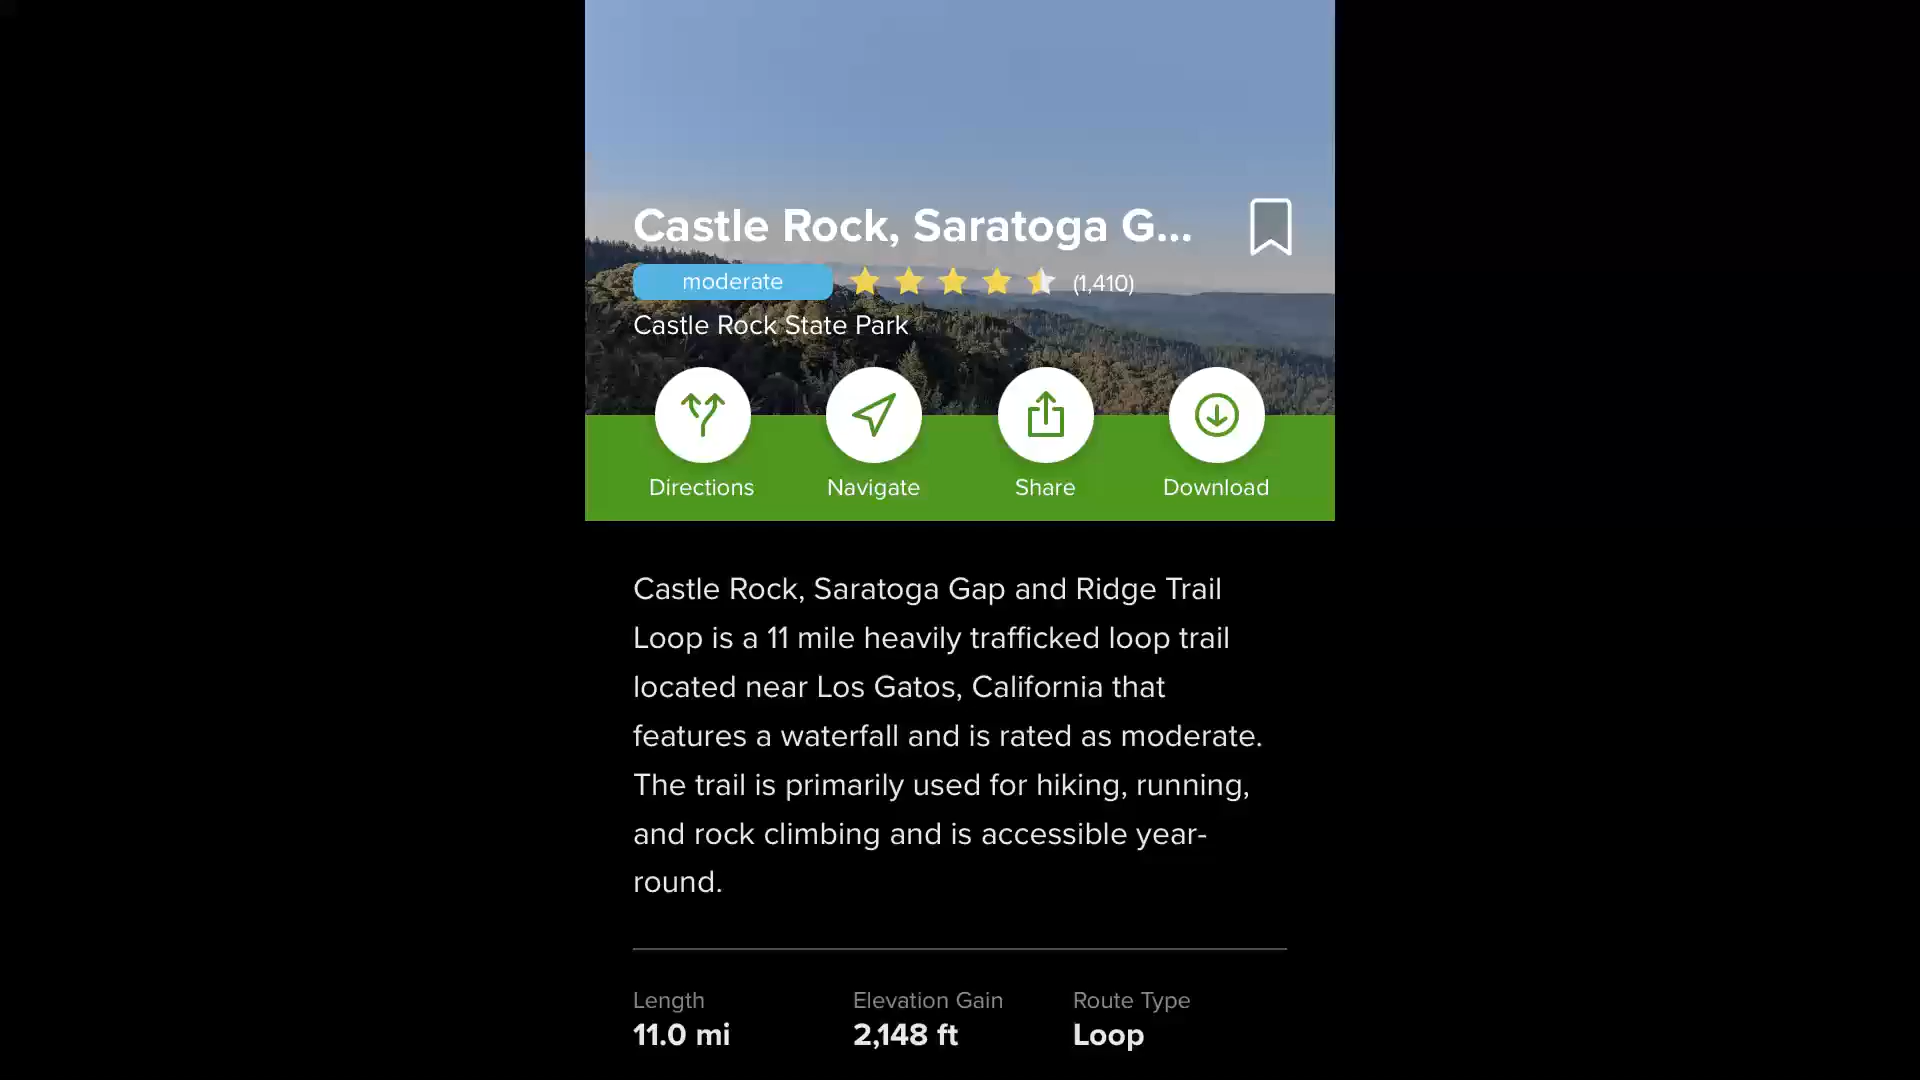 Castle Rock, Saratoga G...
moderate (1,410)
Castle Rock State Park
Directions Navigate Share Download
Castle Rock, Saratoga Gap and Ridge Trail
Loop is a 11 mile heavily trafficked loop trail
located near Los Gatos, California that
features a waterfall and is rated as moderate.
The trail is primarily used for hiking, running,
and rock climbing and is accessible year-
round.
Length Elevation Gain Route Type
11.0 mi 2,148 ft Loop